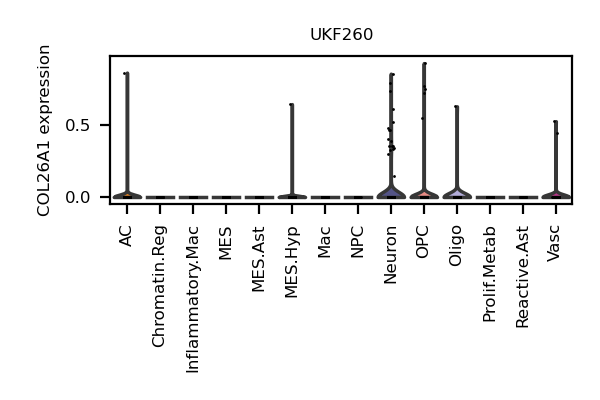 UKF260
COL26A1 expression
0.5
0.0
AC
Chromatin.Reg
Inflammatory.Mac
MES
MES.Ast
MES.Hyp
Mac
NPC
Neuron
OPC
Oligo
Prolif.Metab
Reactive.Ast
Vasc